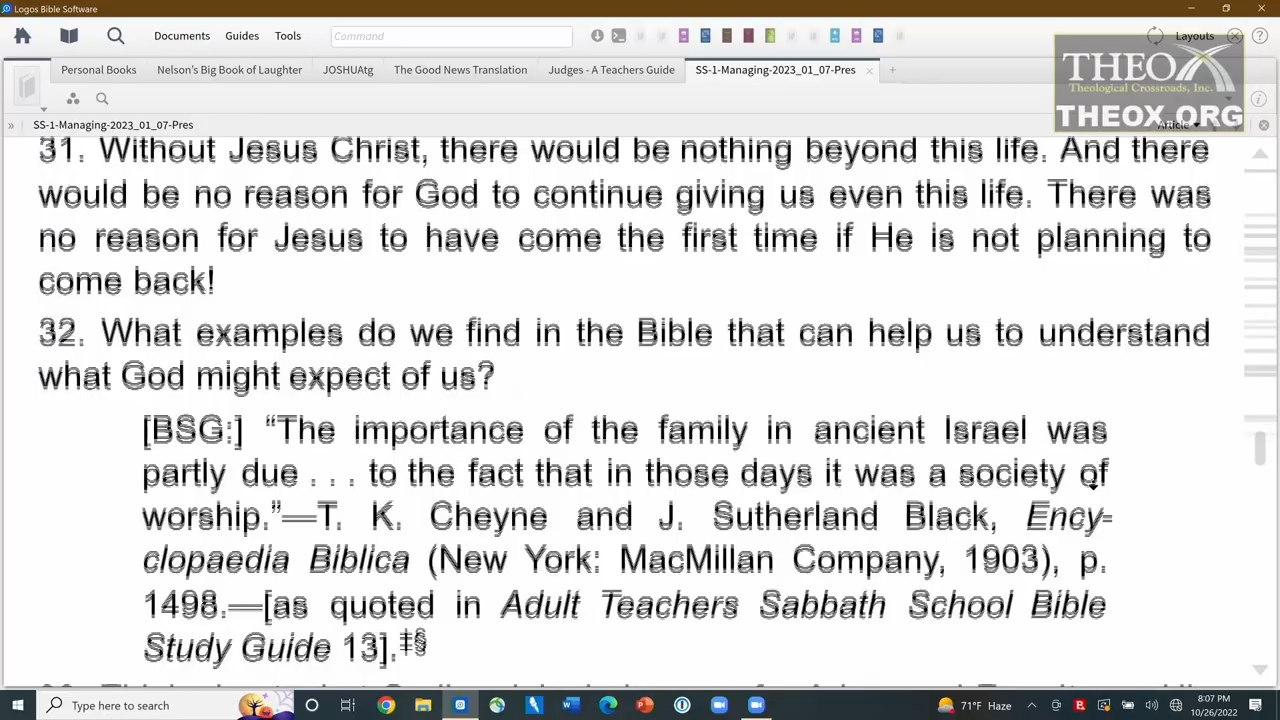 Logos Bible Software
Documents Guides Tools Command Layouts
THEOX
Theological Crossroads, Inc.
THEOX.ORG
Personal Books Nelson's Big Book of Laughter JOSHUAtg The Good News Translation Judges - A Teachers Guide SS-1-Managing-2023_01_07-Pres
SS-1-Managing-2023_01_07-Pres Article
31. Without Jesus Christ, there would be nothing beyond this life. And there
would be no reason for God to continue giving us even this life. There was
no reason for Jesus to have come the first time if He is not planning to
come back!
32. What examples do we find in the Bible that can help us to understand
what God might expect of us?
[BSG:] “The importance of the family in ancient Israel was
partly due . . . to the fact that in those days it was a society of
worship.”—T. K. Cheyne and J. Sutherland Black, Ency-
clopaedia Biblica (New York: MacMillan Company, 1903), p.
1498.—[as quoted in Adult Teachers Sabbath School Bible
Study Guide 13].‡§
Type here to search
71°F Haze
8:07 PM
10/26/2022